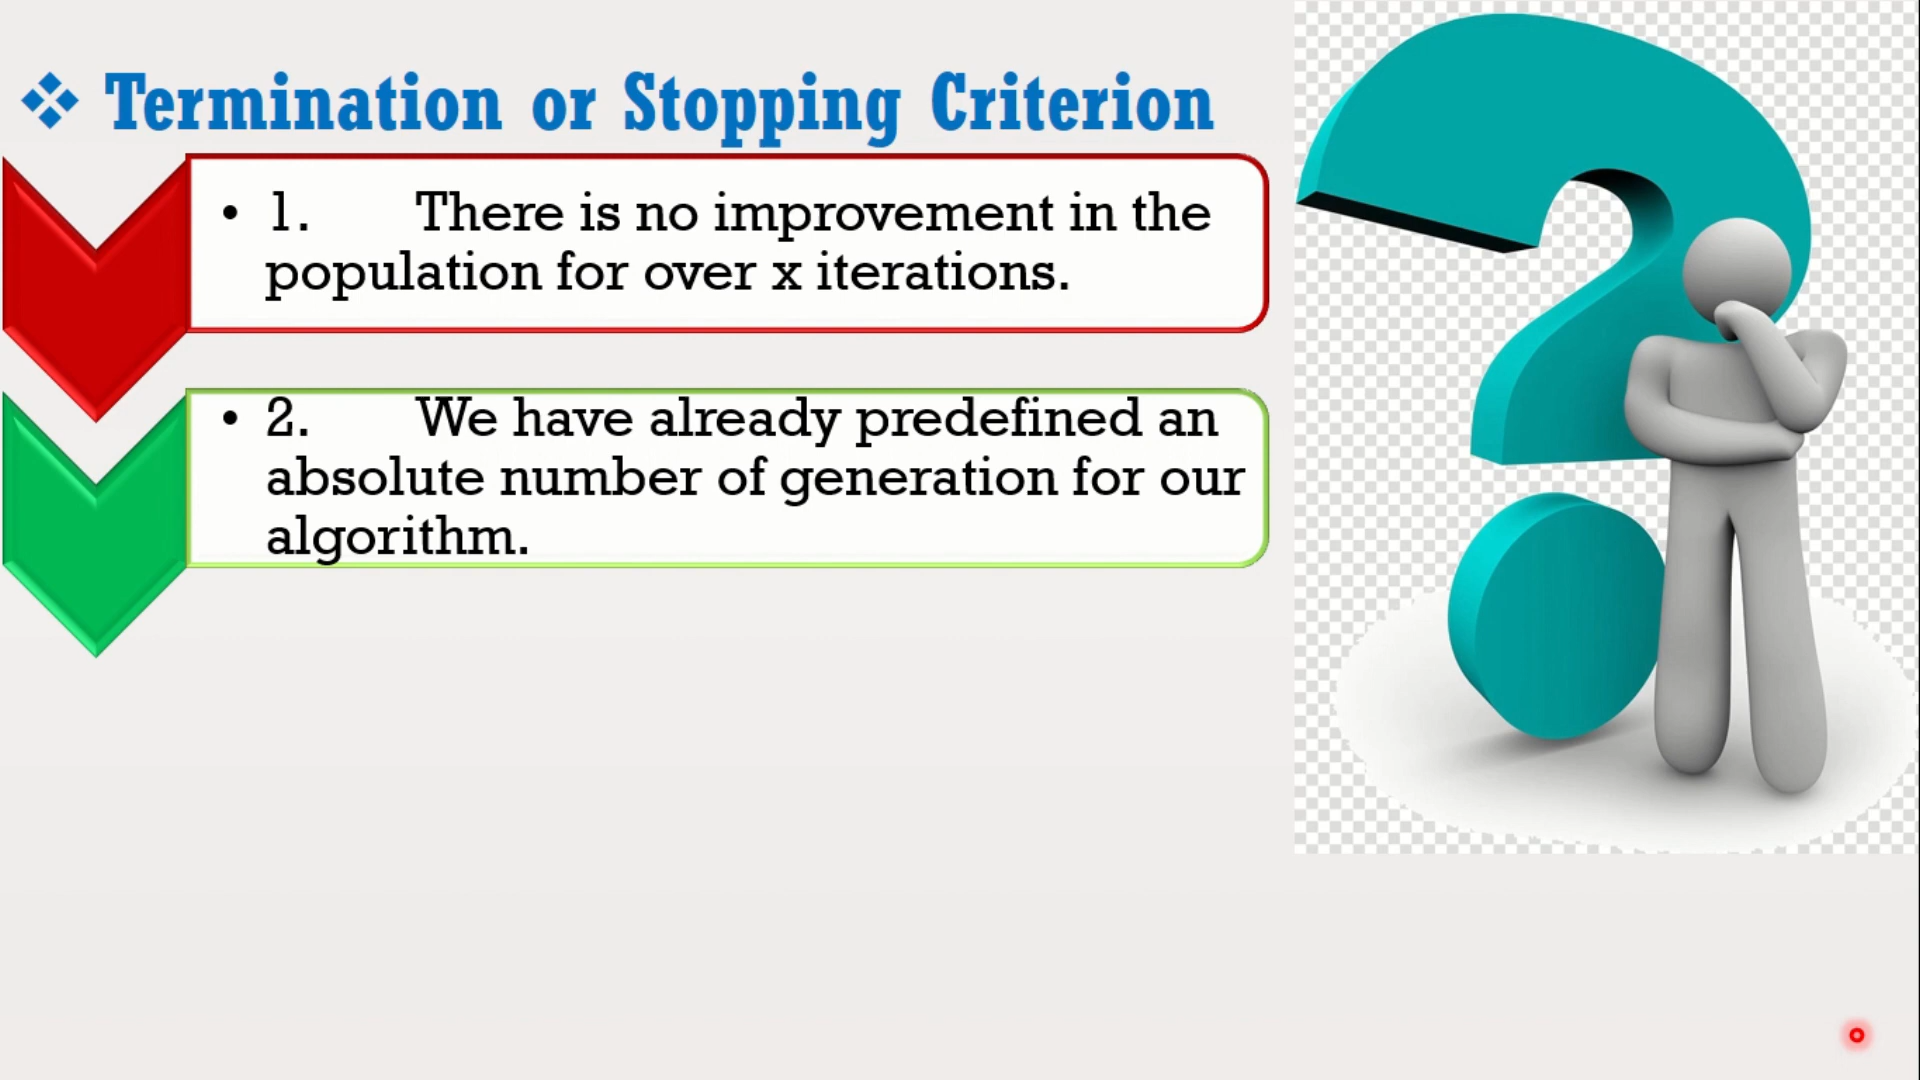 ❖ Termination or Stopping Criterion
• 1. There is no improvement in the
population for over x iterations.
• 2. We have already predefined an
absolute number of generation for our
algorithm.